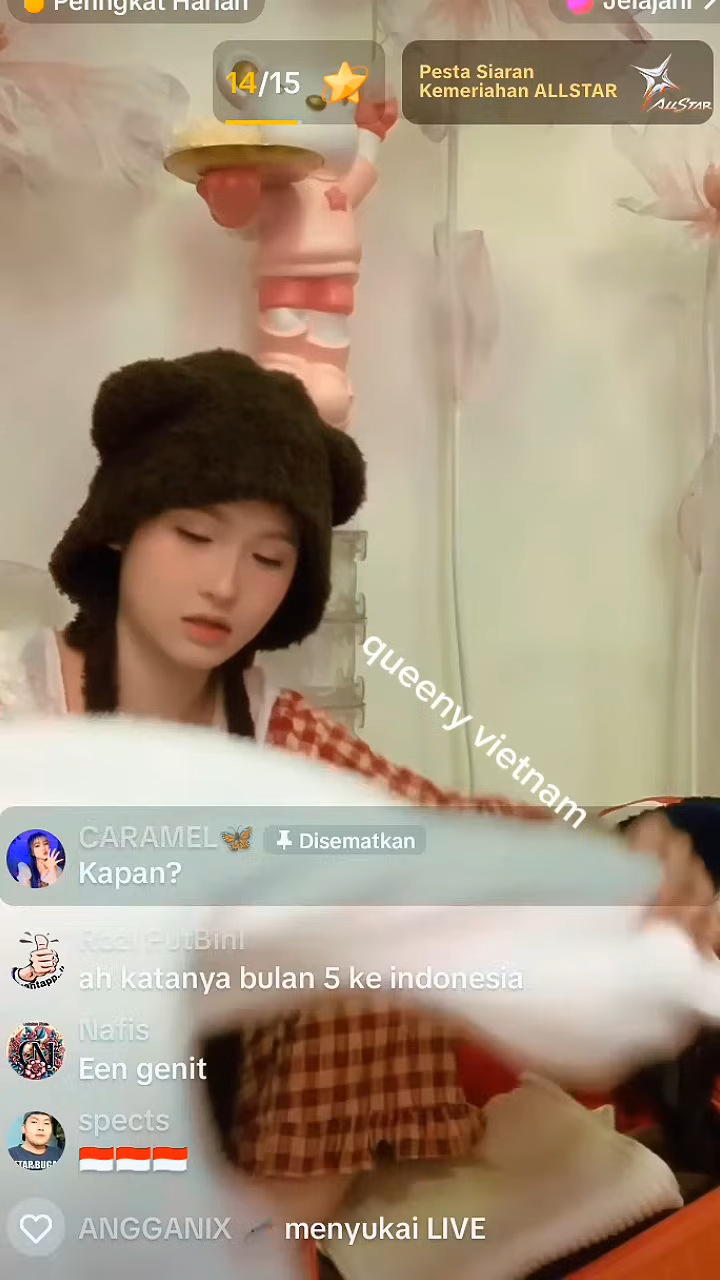 Peringkat Harian
Jelajahi
14/15
Pesta Siaran
Kemeriahan ALLSTAR
ALLSTAR
queeny vietnam
CARAMEL🦋 Disematkan
Kapan?
ah katanya bulan 5 ke indonesia
Nafis
Een genit
spects
🇮🇩🇮🇩🇮🇩
ANGGANIX menyukai LIVE